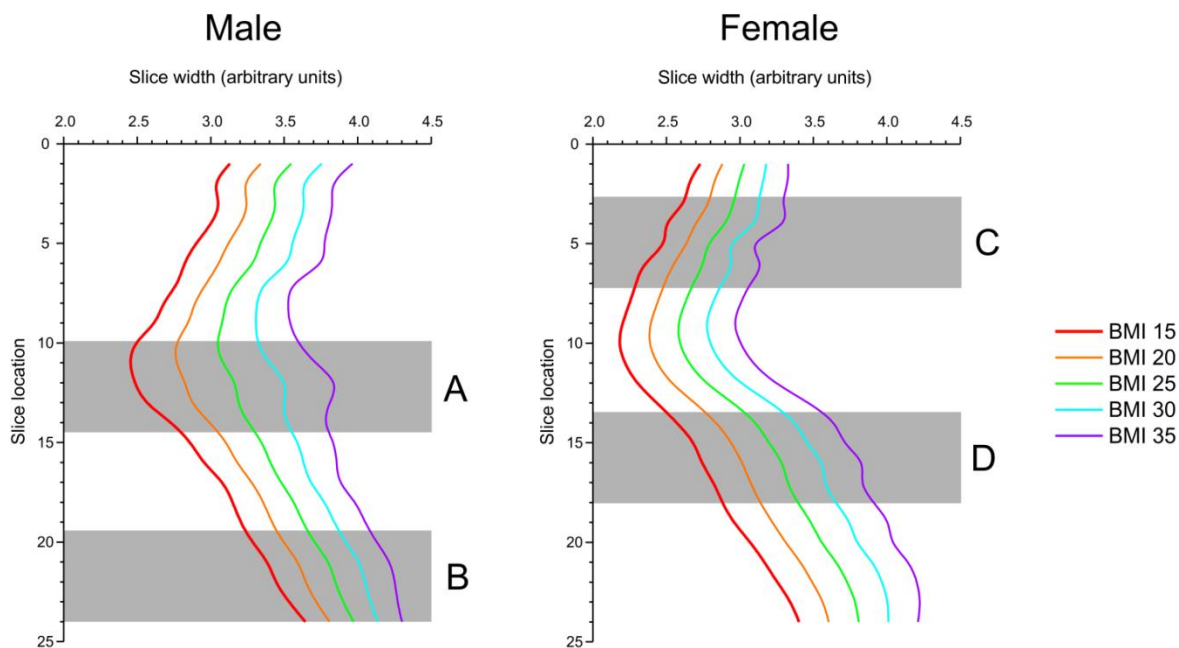 Male
Slice width (arbitrary units)
2.0 2.5 3.0 3.5 4.0 4.5
0
5
10
15
20
25
Slice location
A
B
Female
Slice width (arbitrary units)
2.0 2.5 3.0 3.5 4.0 4.5
0
5
10
15
20
25
Slice location
C
D
BMI 15
BMI 20
BMI 25
BMI 30
BMI 35